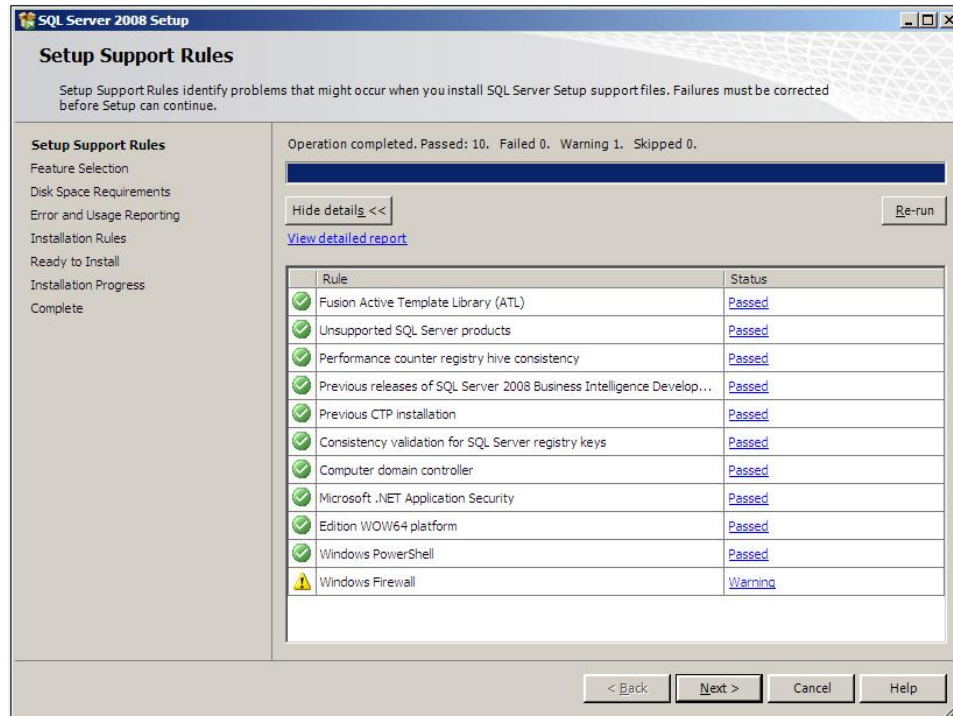 SQL Server 2008 Setup
Setup Support Rules
Setup Support Rules identify problems that might occur when you install SQL Server Setup support files. Failures must be corrected
before Setup can continue.
Setup Support Rules
Feature Selection
Disk Space Requirements
Error and Usage Reporting
Installation Rules
Ready to Install
Installation Progress
Complete
Operation completed. Passed: 10. Failed 0. Warning 1. Skipped 0.
Hide details <<
Re-run
View detailed report
Rule Status
Fusion Active Template Library (ATL) Passed
Unsupported SQL Server products Passed
Performance counter registry hive consistency Passed
Previous releases of SQL Server 2008 Business Intelligence Develop... Passed
Previous CTP installation Passed
Consistency validation for SQL Server registry keys Passed
Computer domain controller Passed
Microsoft .NET Application Security Passed
Edition WOW64 platform Passed
Windows PowerShell Passed
Windows Firewall Warning
< Back Next > Cancel Help